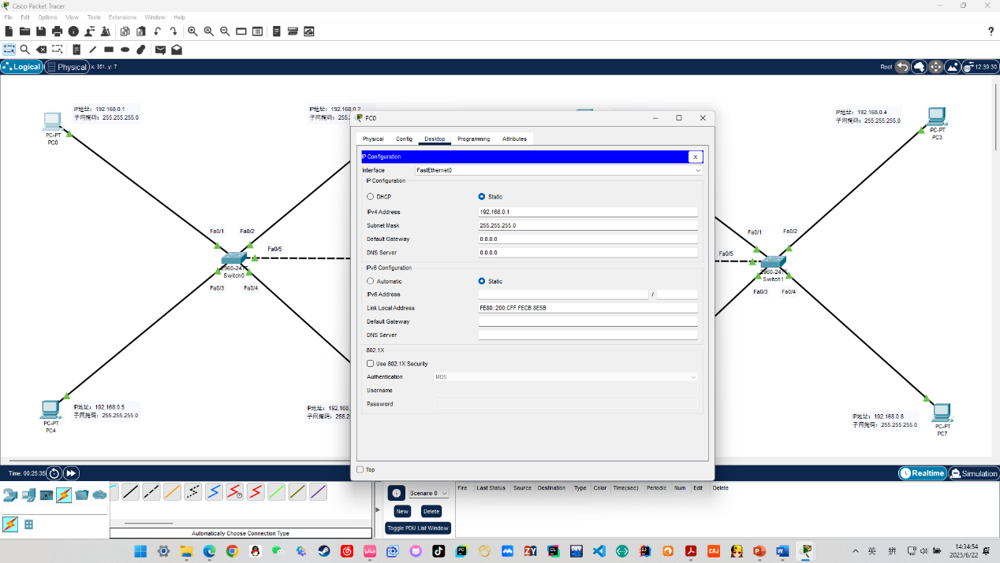 Cisco Packet Tracer
File Edit Options View Tools Extensions Window Help
?
Logical Physical x: 351, y: 7 Root 12:39:30
IP地址: 192.168.0.1
子网掩码: 255.255.255.0
PC-PT
PC0
IP地址: 192.168.0.2
子网掩码: 255.
IP地址: 192.168.0.4
子网掩码: 255.255.255.0
PC-PT
PC3
Fa0/1 Fa0/2
Fa0/5
2960-24TT
Switch0
Fa0/3 Fa0/4
Fa0/1 Fa0/2
Fa0/5
2960-24TT
Switch1
Fa0/3 Fa0/4
IP地址: 192.168.0.5
子网掩码: 255.255.255.0
PC-PT
PC4
IP地址: 192.168.
子网掩码: 255.2
IP地址: 192.168.0.8
子网掩码: 255.255.255.0
PC-PT
PC7
PC0
Physical Config Desktop Programming Attributes
IP Configuration X
Interface FastEthernet0
IP Configuration
DHCP Static
IPv4 Address 192.168.0.1
Subnet Mask 255.255.255.0
Default Gateway 0.0.0.0
DNS Server 0.0.0.0
IPv6 Configuration
Automatic Static
IPv6 Address /
Link Local Address FE80::200:CFF:FECB:8E5B
Default Gateway
DNS Server
802.1X
Use 802.1X Security
Authentication MD5
Username
Password
Top
Time: 00:25:35 Realtime Simulation
Scenario 0
New Delete
Toggle PDU List Window
Fire Last Status Source Destination Type Color Time(sec) Periodic Num Edit Delete
Automatically Choose Connection Type
英 拼 14:34:54
2025/6/22